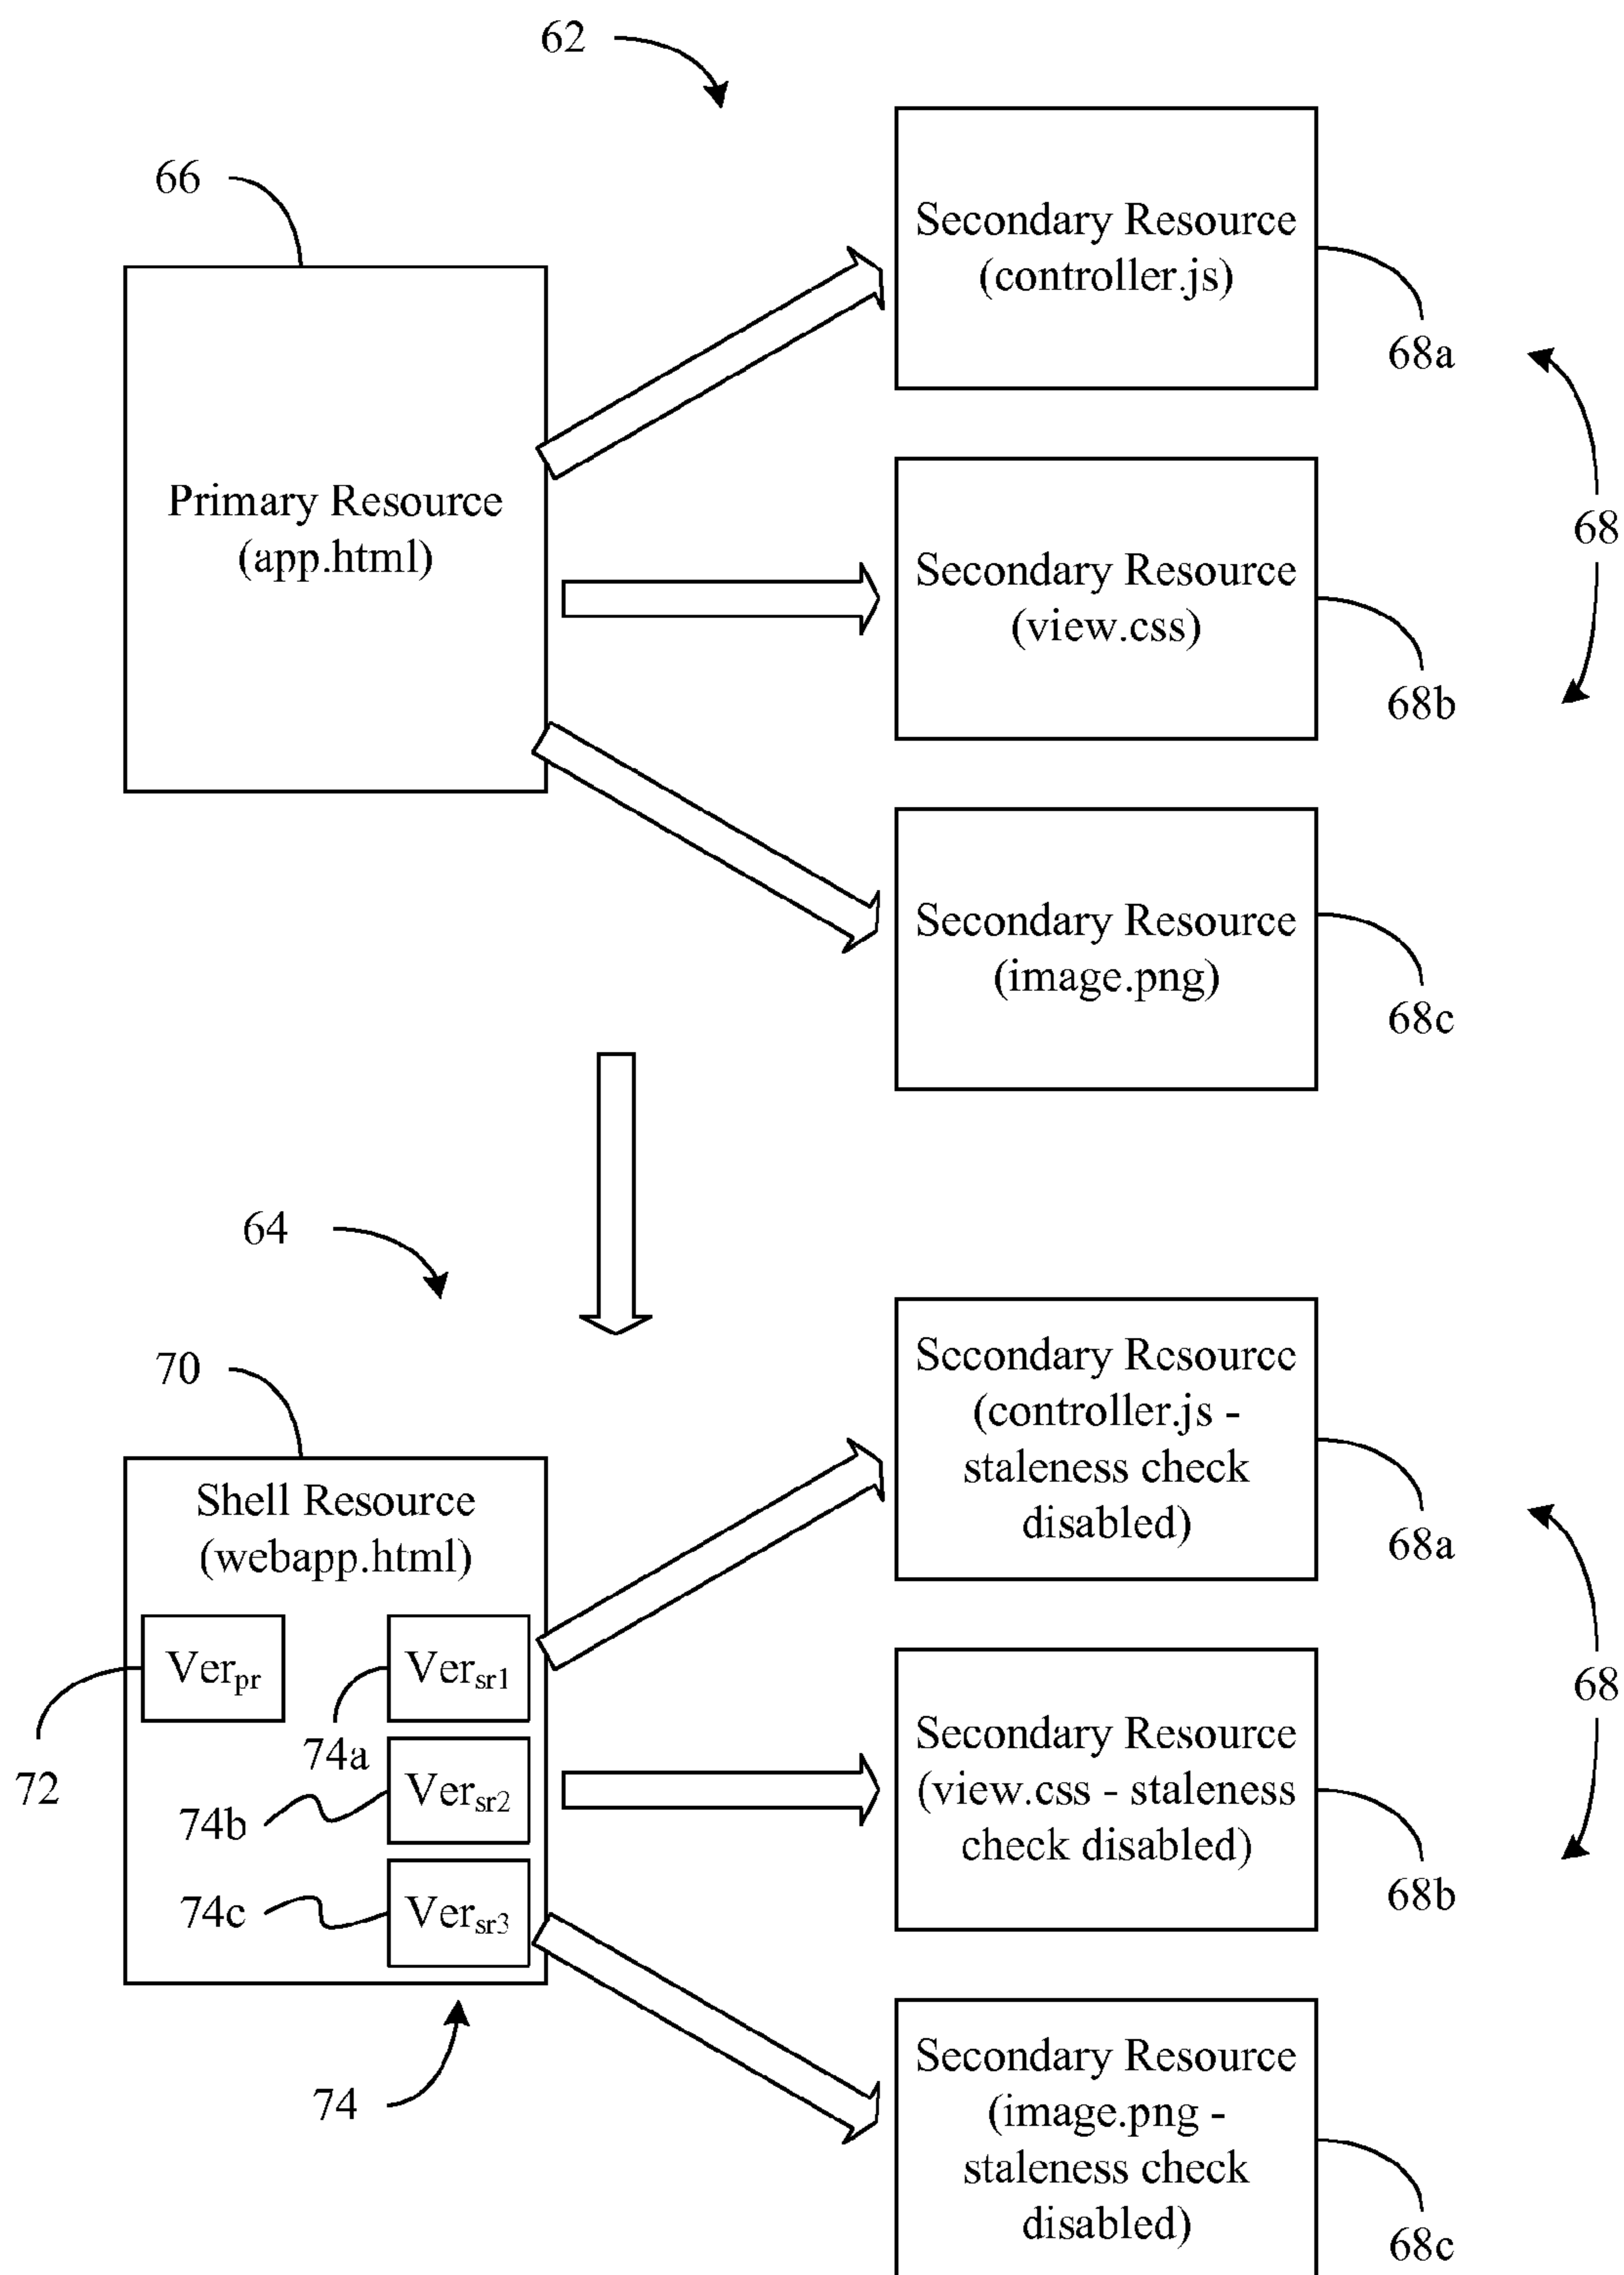 62
66
Primary Resource
(app.html)
Secondary Resource
(controller.js)
68a
Secondary Resource
(view.css)
68b
68
Secondary Resource
(image.png)
68c
64
70
Shell Resource
(webapp.html)
Verpr
72
Versr1
74a
Versr2
74b
Versr3
74c
74
Secondary Resource
(controller.js -
staleness check
disabled)
68a
Secondary Resource
(view.css - staleness
check disabled)
68b
68
Secondary Resource
(image.png -
staleness check
disabled)
68c